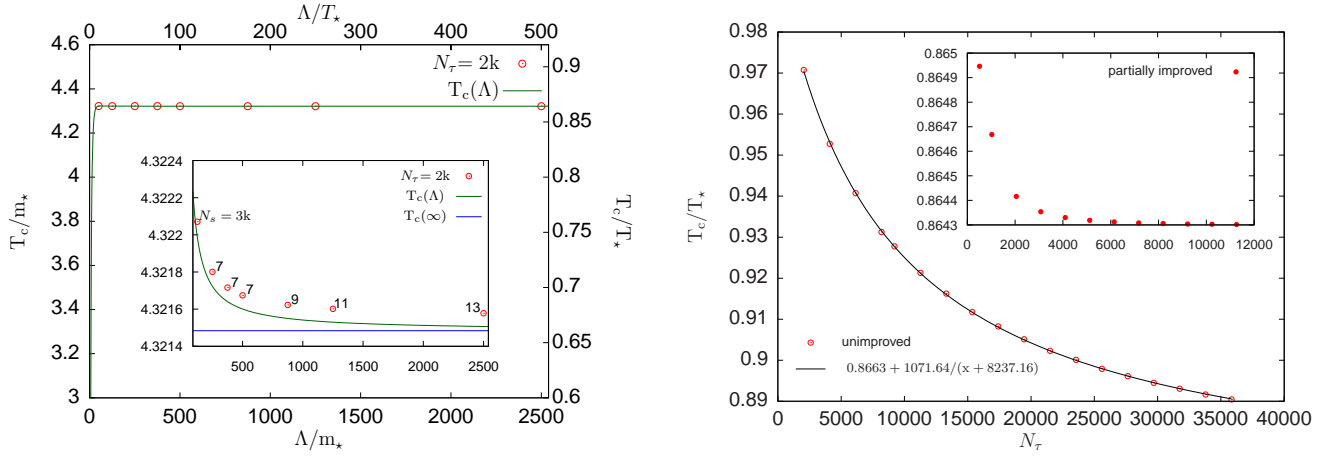 Λ/T⋆
0 100 200 300 400 500
4.6
4.4
4.2
4
3.8
3.6
3.4
3.2
3
T_c/m⋆
N_τ = 2k
T_c(Λ)
0.9
0.85
0.8
0.75
0.7
0.65
0.6
T_c/T⋆
4.3224
4.3222
4.322
4.3218
4.3216
4.3214
N_τ = 2k
T_c(Λ)
T_c(∞)
N_s = 3k
7
7
7
9
11
13
500 1000 1500 2000 2500
0 500 1000 1500 2000 2500
Λ/m⋆
0.98
0.97
0.96
0.95
0.94
0.93
0.92
0.91
0.9
0.89
T_c/T⋆
0.865
0.8649
0.8647
0.8646
0.8644
0.8643
partially improved
0 2000 4000 6000 8000 10000 12000
unimproved
0.8663 + 1071.64/(x + 8237.16)
0 5000 10000 15000 20000 25000 30000 35000 40000
N_τ